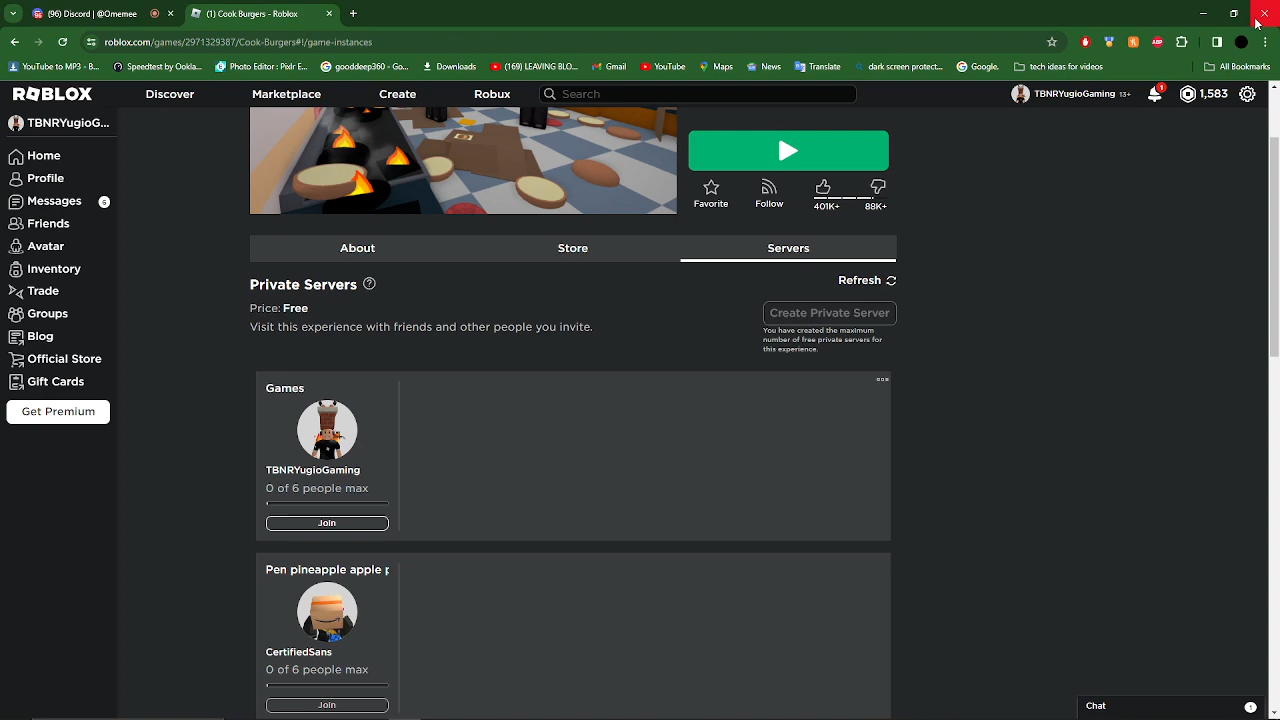 (96) Discord | @Omeme
(1) Cook Burgers - Roblox
roblox.com/games/2971329387/Cook-Burgers#!/game-instances
YouTube to MP3 - B...
Speedtest by Ookla...
Photo Editor : Pixlr E...
gooddeep360 - Go...
Downloads
(169) LEAVING BLO...
Gmail
YouTube
Maps
News
Translate
dark screen protect...
Google.
tech ideas for videos
All Bookmarks
ROBLOX
Discover
Marketplace
Create
Robux
Search
TBNRYugioGaming 13+
1
1,583
TBNRYugioG...
Home
Profile
Messages 6
Friends
Avatar
Inventory
Trade
Groups
Blog
Official Store
Gift Cards
Get Premium
Favorite
Follow
401K+
88K+
About
Store
Servers
Private Servers
Refresh
Price: Free
Create Private Server
Visit this experience with friends and other people you invite.
You have created the maximum
number of free private servers for
this experience.
Games
TBNRYugioGaming
0 of 6 people max
Join
Pen pineapple apple p
CertifiedSans
0 of 6 people max
Join
Chat
1